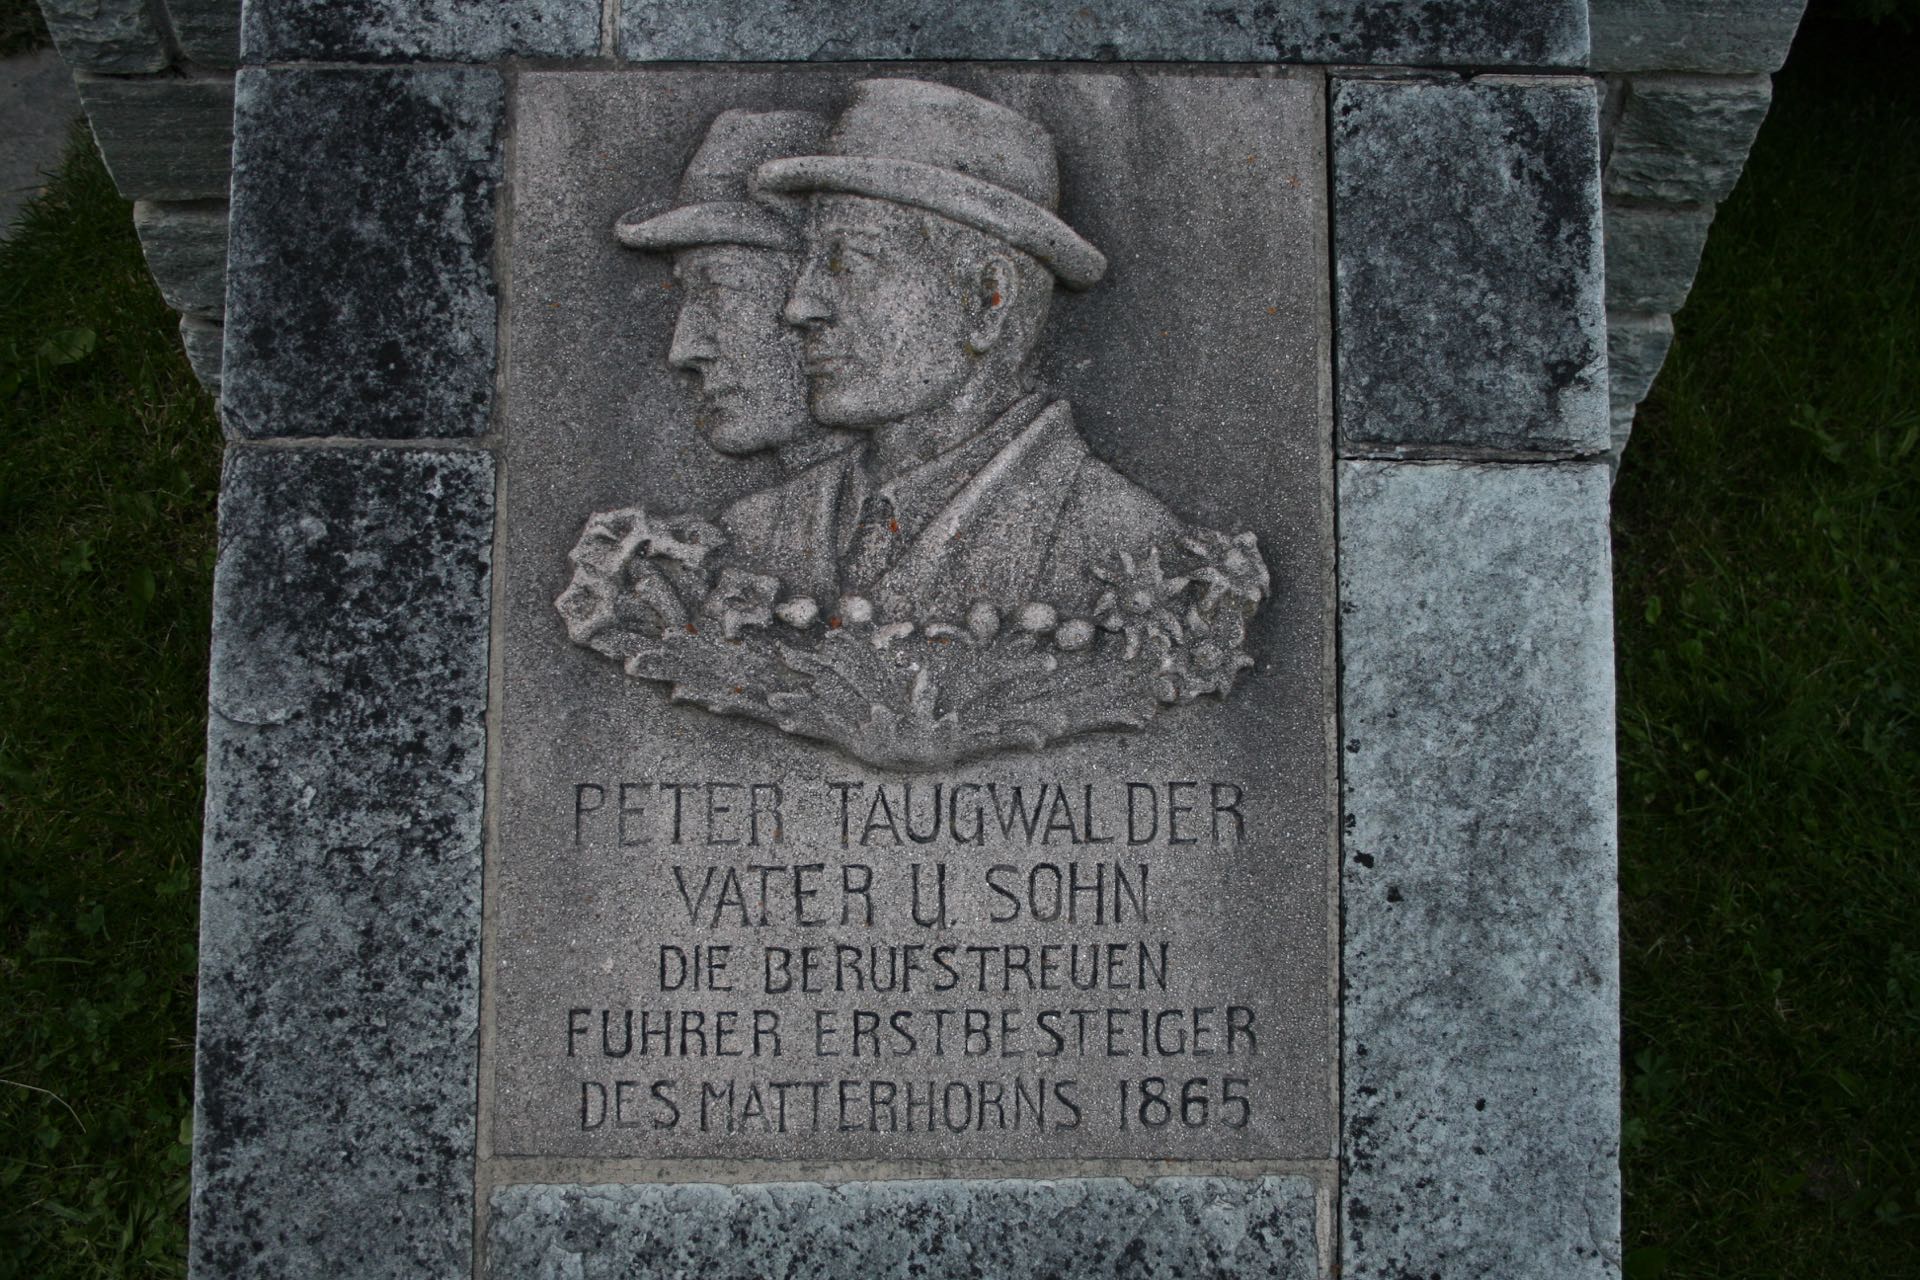 PETER TAUGWALDER
VATER U. SOHN
DIE BERUFSTREUEN
FUHRER ERSTBESTEIGER
DES MATTERHORNS 1865